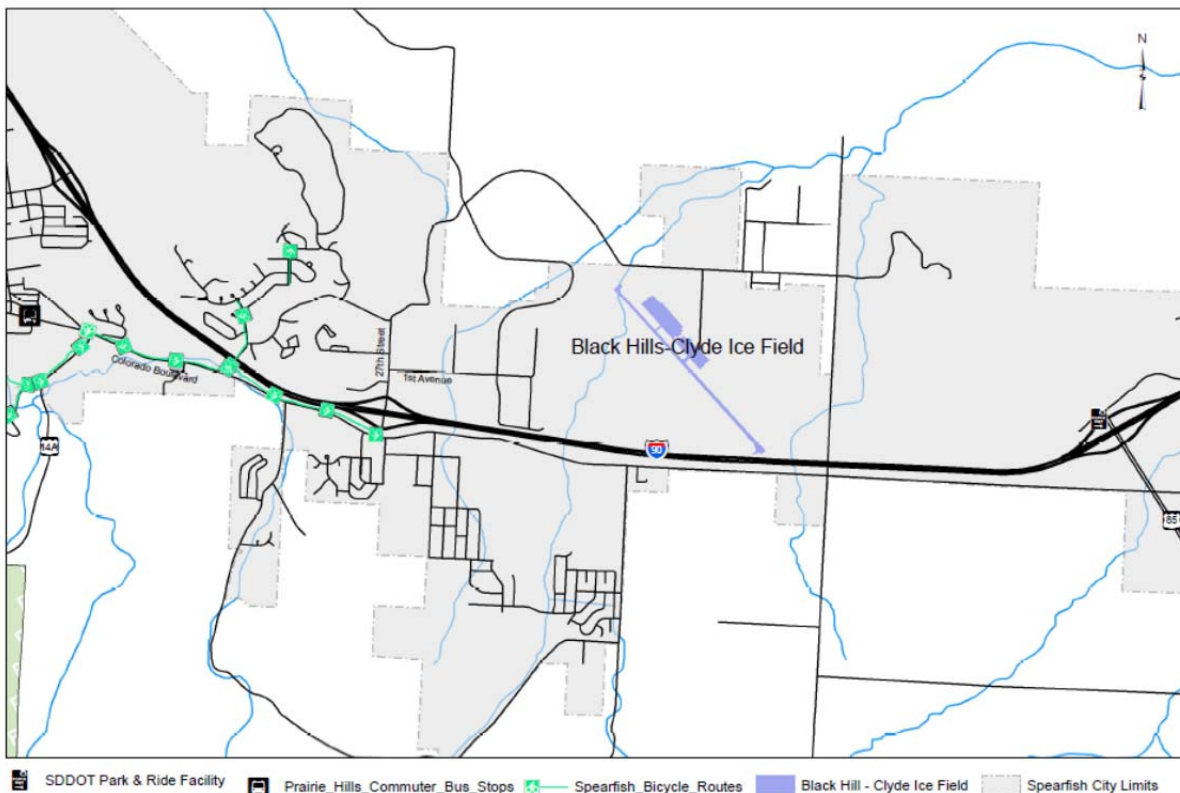 N
27th Street
Black Hills-Clyde Ice Field
Colorado Boulevard
1st Avenue
14A
90
85
SDDOT Park & Ride Facility
Prairie_Hills_Commuter_Bus_Stops
Spearfish_Bicycle_Routes
Black Hill - Clyde Ice Field
Spearfish City Limits